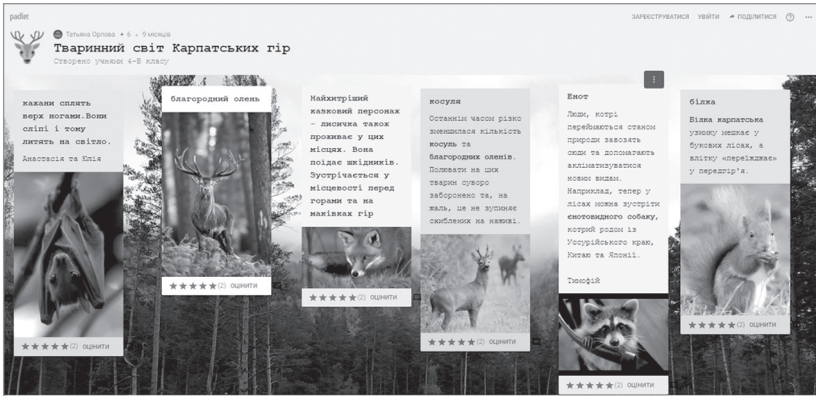 padlet
ЗАРЕЄСТРУВАТИСЯ УВІЙТИ ПОДІЛИТИСЯ
Татьяна Орлова + 6 • 9 місяців
Тваринний світ Карпатських гір
Створено учнями 4-Б класу
кажани сплять
верх ногами.Вони
сліпі і тому
литять на світло.
Анастасія та Юлія
(2) ОЦІНИТИ
благородний олень
(2) ОЦІНИТИ
Найхитріший
казковий персонаж
– лисичка також
проживає у цих
місцях. Вона
поїдає шкідників.
Зустрічається у
місцевості перед
горами та на
маківках гір
(2) ОЦІНИТИ
косуля
Останнім часом різко
зменшилася кількість
косуль та
благородних оленів.
Полювати на цих
тварин суворо
заборонено та, на
жаль, це не зупиняє
схиблених на наживі.
(2) ОЦІНИТИ
Енот
Люди, котрі
переймаються станом
природи завозять
сюди та допомагають
акліматизуватися
новим видам.
Наприклад, тепер у
лісах можна зустріти
єнотовидного собаку,
котрий родом із
Уссурійського краю,
Китаю та Японії.
Тимофій
(2) ОЦІНИТИ
білка
Білка карпатська
узимку мешкає у
букових лісах, а
влітку «переїжджає»
у передгір'я.
(2) ОЦІНИТИ